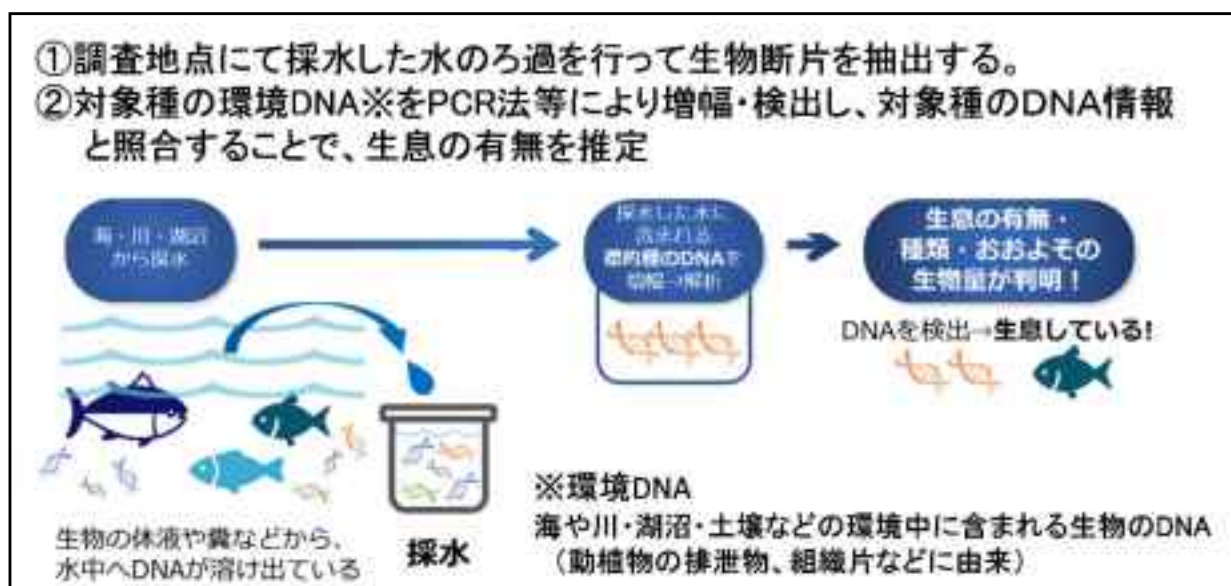 ①調査地点にて採水した水のろ過を行って生物断片を抽出する。
②対象種の環境DNA※をPCR法等により増幅・検出し、対象種のDNA情報
と照合することで、生息の有無を推定
海・川・湖沼
から採水
採水した水に
含まれる
標的種のDNAを
増幅→解析
生息の有無・
種類・おおよその
生物量が判明！
DNAを検出→生息している!
生物の体液や糞などから、
水中へDNAが溶け出ている
採水
※環境DNA
海や川・湖沼・土壌などの環境中に含まれる生物のDNA
（動植物の排泄物、組織片などに由来）